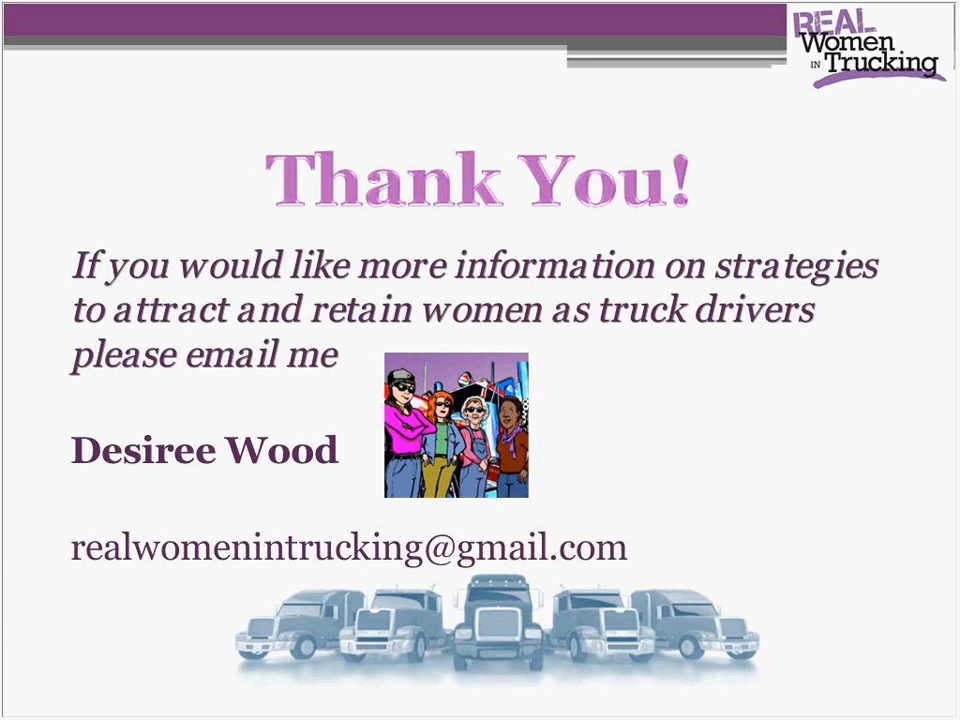 REAL
Women
IN Trucking
Thank You!
If you would like more information on strategies
to attract and retain women as truck drivers
please email me
Desiree Wood
realwomenintrucking@gmail.com